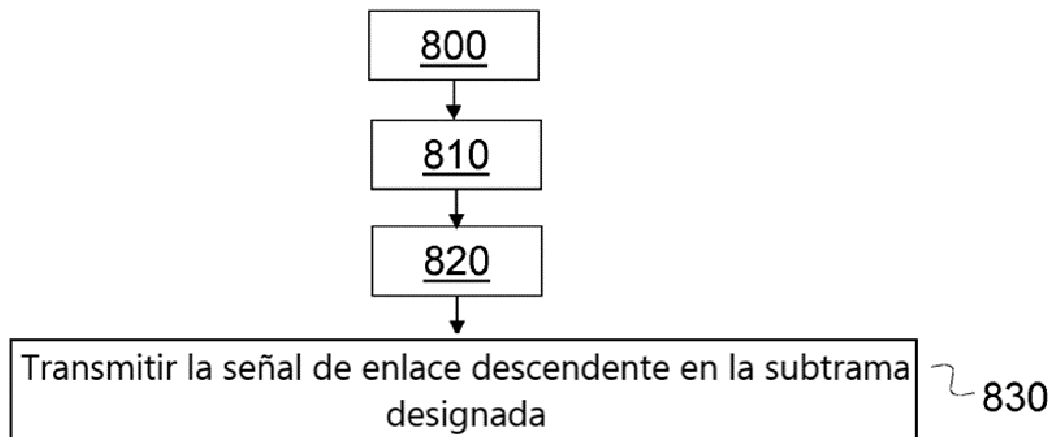 800
810
820
Transmitir la señal de enlace descendente en la subtrama
designada
830